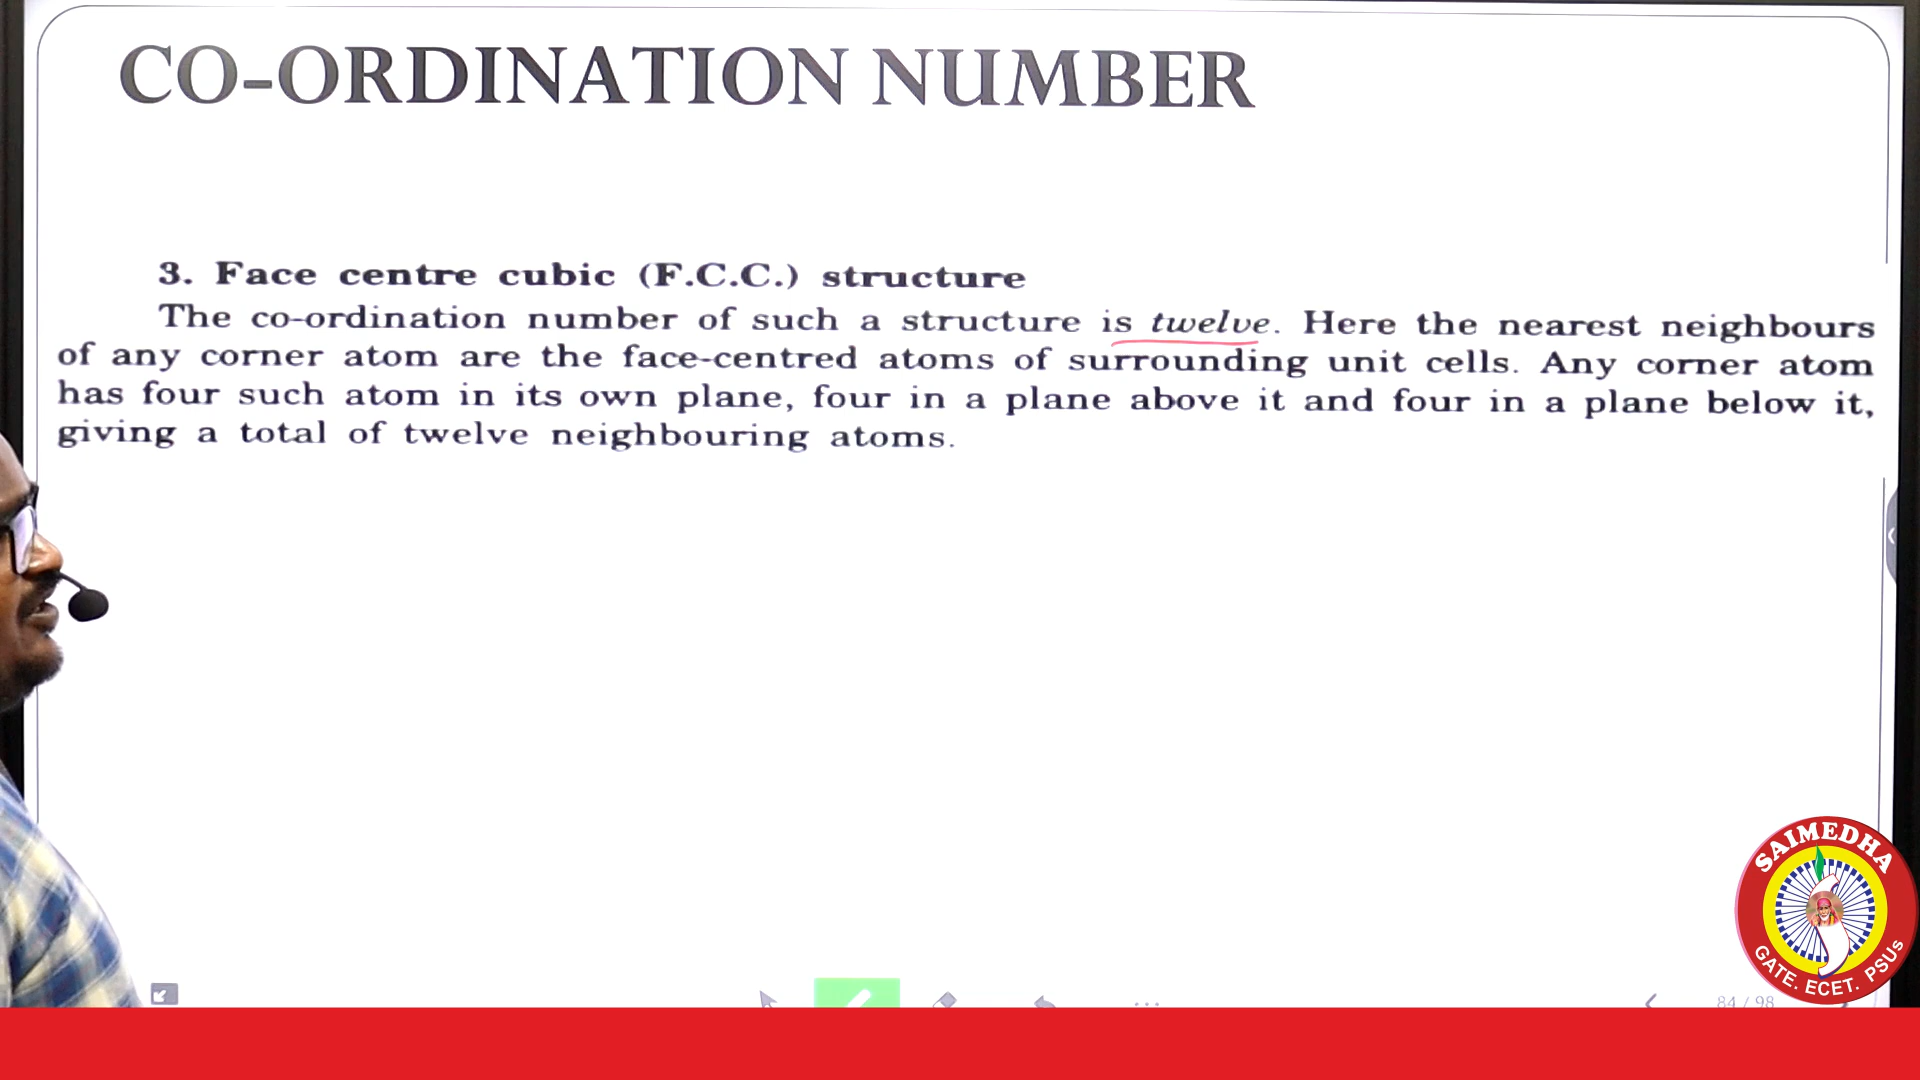 CO-ORDINATION NUMBER
3. Face centre cubic (F.C.C.) structure
The co-ordination number of such a structure is twelve. Here the nearest neighbours
of any corner atom are the face-centred atoms of surrounding unit cells. Any corner atom
has four such atom in its own plane, four in a plane above it and four in a plane below it,
giving a total of twelve neighbouring atoms.
SAIMEDHA
GATE. ECET. PSUs
84 / 98